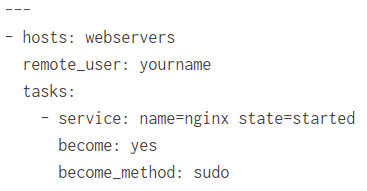 ---
- hosts: webservers
  remote_user: yourname
  tasks:
    - service: name=nginx state=started
      become: yes
      become_method: sudo